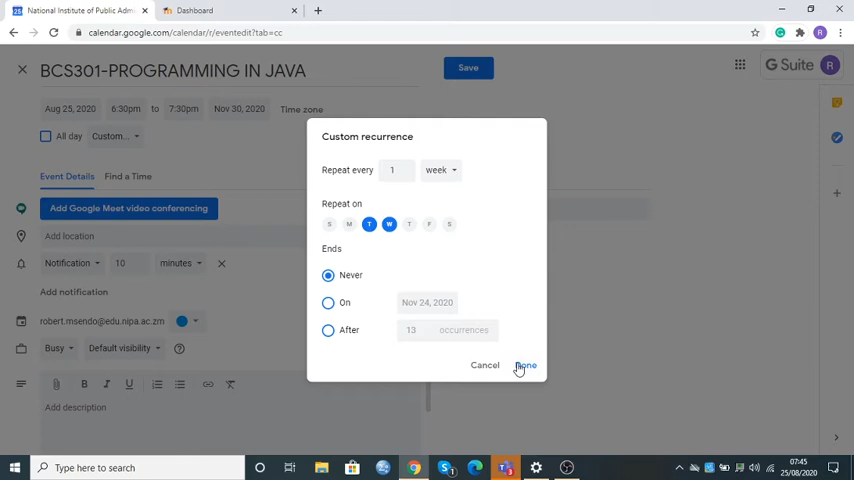 National Institute of Public Adm
Dashboard
calendar.google.com/calendar/r/eventedit?tab=cc
R
BCS301-PROGRAMMING IN JAVA
Save
G Suite
R
Aug 25, 2020
6:30pm
to
7:30pm
Nov 30, 2020
Time zone
All day
Custom...
Custom recurrence
Repeat every
1
week
Event Details
Find a Time
Add Google Meet video conferencing
Repeat on
S M T W T F S
Add location
Ends
Notification
10
minutes
Never
Add notification
On
Nov 24, 2020
robert.msendo@edu.nipa.ac.zm
After
13
occurrences
Busy
Default visibility
Cancel
Done
B I U
Add description
Type here to search
07:45
25/08/2020